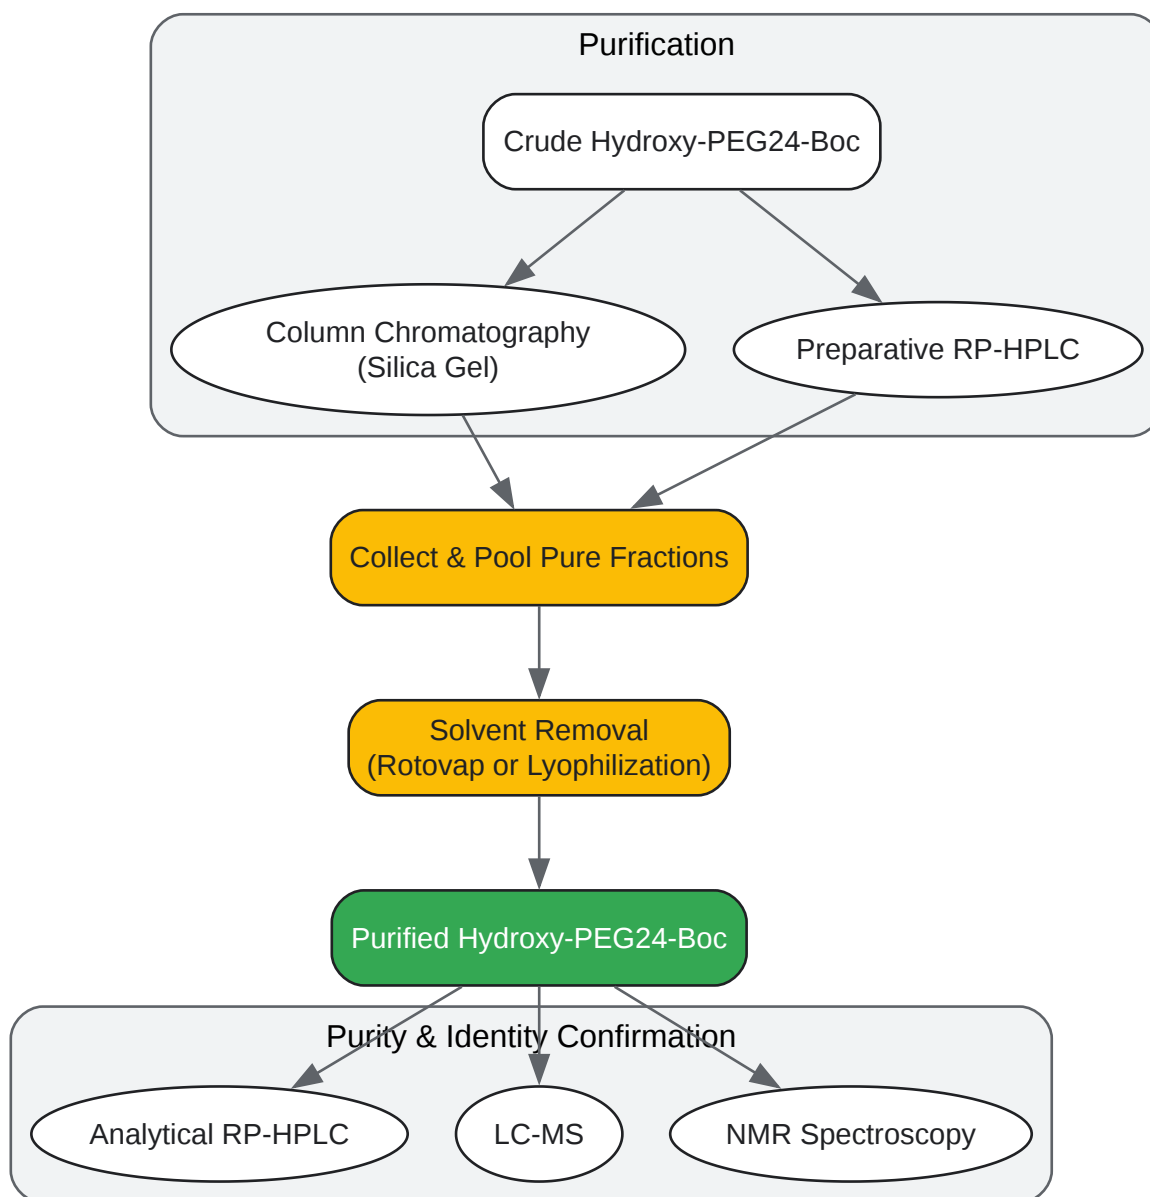 Purification
Crude Hydroxy-PEG24-Boc
Column Chromatography
(Silica Gel)
Preparative RP-HPLC
Collect & Pool Pure Fractions
Solvent Removal
(Rotovap or Lyophilization)
Purified Hydroxy-PEG24-Boc
Purity & Identity Confirmation
Analytical RP-HPLC
LC-MS
NMR Spectroscopy